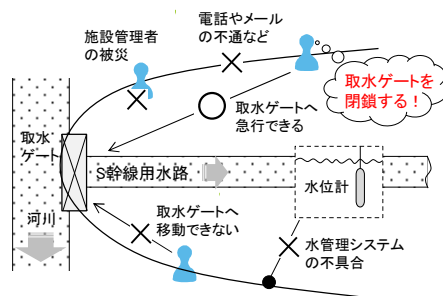 電話やメール
の不通など
施設管理者
の被災
取水ゲートを
閉鎖する！
取水ゲートへ
急行できる
取水
ゲート
S幹線用水路
水位計
取水ゲートへ
移動できない
河川
水管理システム
の不具合